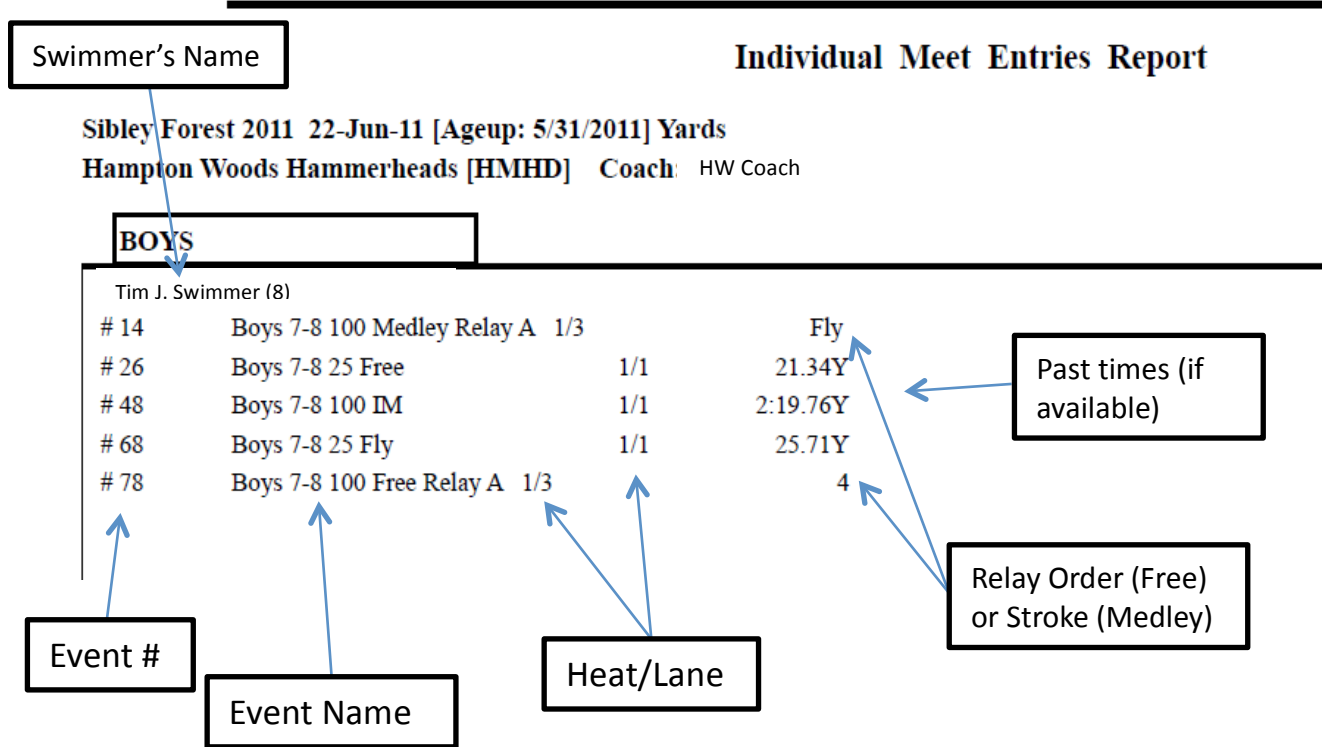 Swimmer's Name
Individual Meet Entries Report
Sibley Forest 2011 22-Jun-11 [Ageup: 5/31/2011] Yards
Hampton Woods Hammerheads [HMHD] Coach: HW Coach
BOYS
Tim J. Swimmer (8)
# 14 Boys 7-8 100 Medley Relay A 1/3 Fly
# 26 Boys 7-8 25 Free 1/1 21.34Y
# 48 Boys 7-8 100 IM 1/1 2:19.76Y
# 68 Boys 7-8 25 Fly 1/1 25.71Y
# 78 Boys 7-8 100 Free Relay A 1/3 4
Past times (if
available)
Relay Order (Free)
or Stroke (Medley)
Event #
Heat/Lane
Event Name